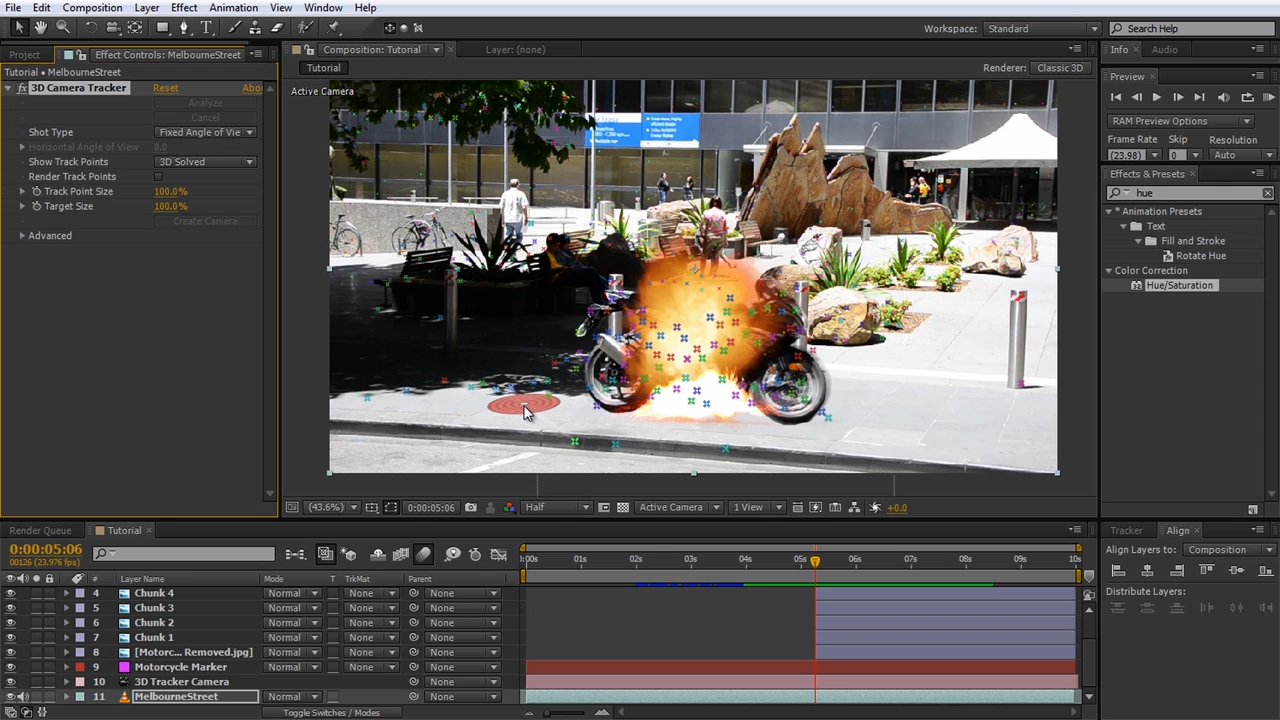 File Edit Composition Layer Effect Animation View Window Help
Workspace: Standard Search Help
Project Effect Controls: MelbourneStreet Composition: Tutorial Layer: (none) Info Audio
Tutorial • MelbourneStreet Tutorial Renderer: Classic 3D Preview
fx 3D Camera Tracker Reset Abo Active Camera
Analyze
Cancel RAM Preview Options
Shot Type Fixed Angle of Vie Frame Rate Skip Resolution
Horizontal Angle of View 0.0 (23.98) 0 Auto
Show Track Points 3D Solved Effects & Presets
Render Track Points hue
Track Point Size 100.0% * Animation Presets
Target Size 100.0% Text
Create Camera Fill and Stroke
Advanced Rotate Hue
Color Correction
Hue/Saturation
(43.6%) 0:00:05:06 Half Active Camera 1 View +0.0
Render Queue Tutorial Tracker Align
0:00:05:06 Align Layers to: Composition
00126 (23.976 fps) :00s 01s 02s 03s 04s 05s 06s 07s 08s 09s 10s
# Layer Name Mode T TrkMat Parent
4 Chunk 4 Normal None None Distribute Layers:
5 Chunk 3 Normal None None
6 Chunk 2 Normal None None
7 Chunk 1 Normal None None
8 [Motorc... Removed.jpg] Normal None None
9 Motorcycle Marker Normal None None
10 3D Tracker Camera None
11 MelbourneStreet Normal None None
Toggle Switches / Modes